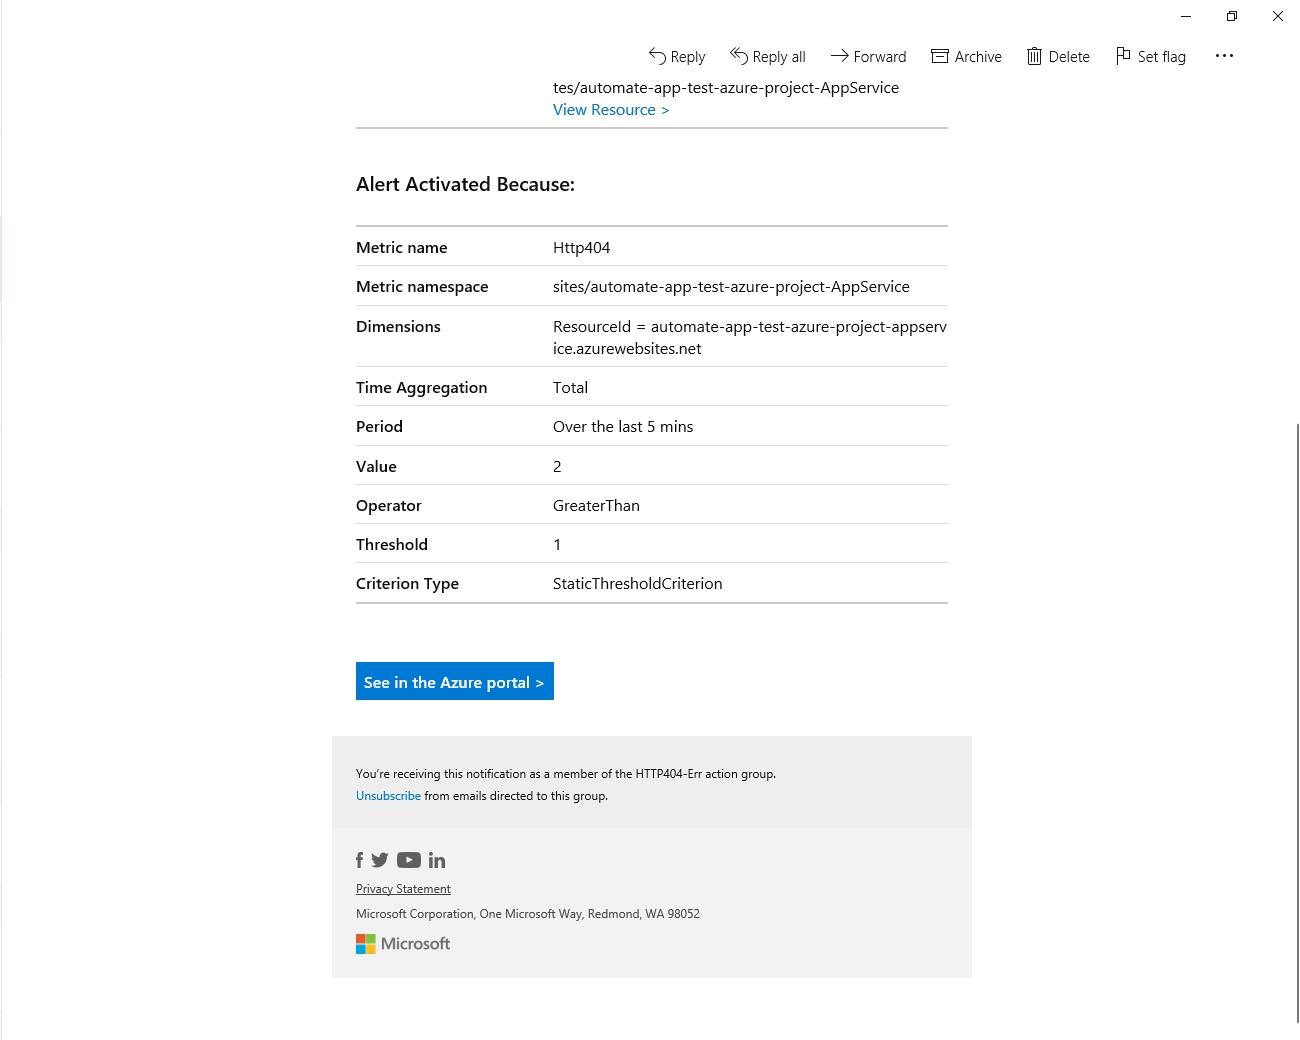 Reply Reply all Forward Archive Delete Set flag ...
tes/automate-app-test-azure-project-AppService
View Resource >
Alert Activated Because:
Metric name Http404
Metric namespace sites/automate-app-test-azure-project-AppService
Dimensions ResourceId = automate-app-test-azure-project-appserv
ice.azurewebsites.net
Time Aggregation Total
Period Over the last 5 mins
Value 2
Operator GreaterThan
Threshold 1
Criterion Type StaticThresholdCriterion
See in the Azure portal >
You're receiving this notification as a member of the HTTP404-Err action group.
Unsubscribe from emails directed to this group.
Privacy Statement
Microsoft Corporation, One Microsoft Way, Redmond, WA 98052
Microsoft